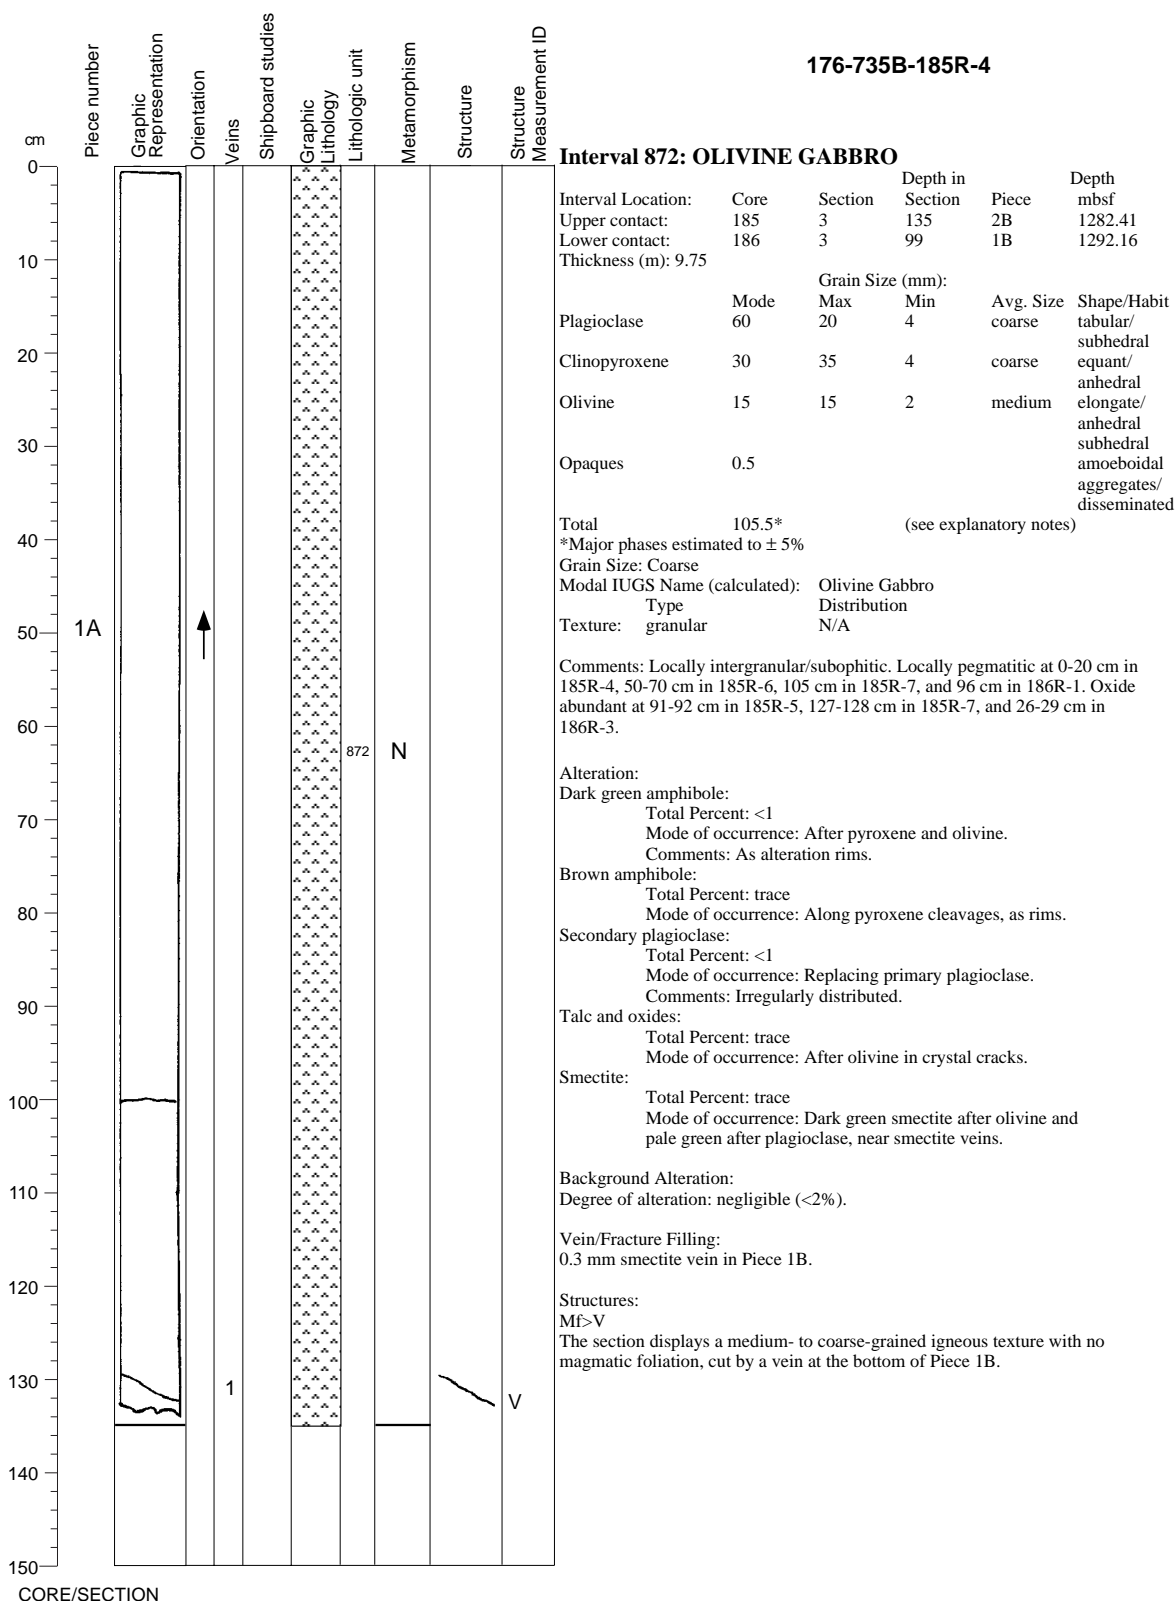 176-735B-185R-4
cm
Piece number
Graphic
Representation
Orientation
Veins
Shipboard studies
Graphic
Lithology
Lithologic unit
Metamorphism
Structure
Structure
Measurement ID
0
10
20
30
40
50
60
70
80
90
100
110
120
130
140
150
1A
872
N
1
V
CORE/SECTION
Interval 872: OLIVINE GABBRO
Depth in Depth
Interval Location: Core Section Section Piece mbsf
Upper contact: 185 3 135 2B 1282.41
Lower contact: 186 3 99 1B 1292.16
Thickness (m): 9.75
Grain Size (mm):
Mode Max Min Avg. Size Shape/Habit
Plagioclase 60 20 4 coarse tabular/
subhedral
Clinopyroxene 30 35 4 coarse equant/
anhedral
Olivine 15 15 2 medium elongate/
anhedral
subhedral
Opaques 0.5 amoeboidal
aggregates/
disseminated
Total 105.5* (see explanatory notes)
*Major phases estimated to ± 5%
Grain Size: Coarse
Modal IUGS Name (calculated): Olivine Gabbro
Type Distribution
Texture: granular N/A
Comments: Locally intergranular/subophitic. Locally pegmatitic at 0-20 cm in
185R-4, 50-70 cm in 185R-6, 105 cm in 185R-7, and 96 cm in 186R-1. Oxide
abundant at 91-92 cm in 185R-5, 127-128 cm in 185R-7, and 26-29 cm in
186R-3.
Alteration:
Dark green amphibole:
Total Percent: <1
Mode of occurrence: After pyroxene and olivine.
Comments: As alteration rims.
Brown amphibole:
Total Percent: trace
Mode of occurrence: Along pyroxene cleavages, as rims.
Secondary plagioclase:
Total Percent: <1
Mode of occurrence: Replacing primary plagioclase.
Comments: Irregularly distributed.
Talc and oxides:
Total Percent: trace
Mode of occurrence: After olivine in crystal cracks.
Smectite:
Total Percent: trace
Mode of occurrence: Dark green smectite after olivine and
pale green after plagioclase, near smectite veins.
Background Alteration:
Degree of alteration: negligible (<2%).
Vein/Fracture Filling:
0.3 mm smectite vein in Piece 1B.
Structures:
Mf>V
The section displays a medium- to coarse-grained igneous texture with no
magmatic foliation, cut by a vein at the bottom of Piece 1B.